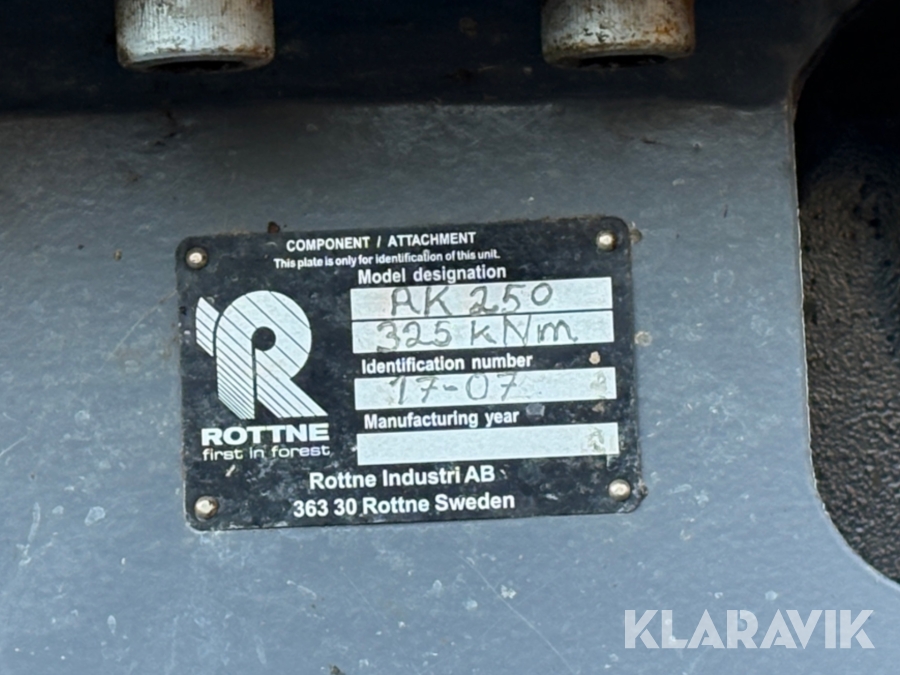 COMPONENT / ATTACHMENT
This plate is only for identification of this unit.
Model designation
RK 250
325 kNm
Identification number
17-07
Manufacturing year
ROTTNE
first in forest
Rottne Industri AB
363 30 Rottne Sweden
KLARAVIK